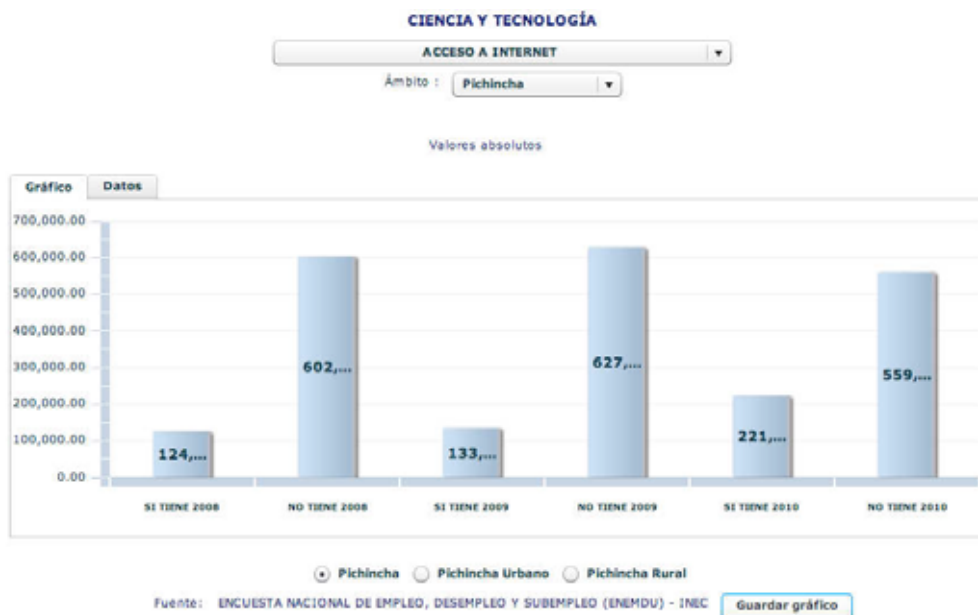 CIENCIA Y TECNOLOGÍA
ACCESO A INTERNET
Ámbito : Pichincha
Valores absolutos
Gráfico Datos
700,000.00
600,000.00
500,000.00
400,000.00
300,000.00
200,000.00
100,000.00
0.00
124,...
602,...
133,...
627,...
221,...
559,...
SI TIENE 2008 NO TIENE 2008 SI TIENE 2009 NO TIENE 2009 SI TIENE 2010 NO TIENE 2010
Pichincha Pichincha Urbano Pichincha Rural
Fuente: ENCUESTA NACIONAL DE EMPLEO, DESEMPLEO Y SUBEMPLEO (ENEMDU) - INEC Guardar gráfico